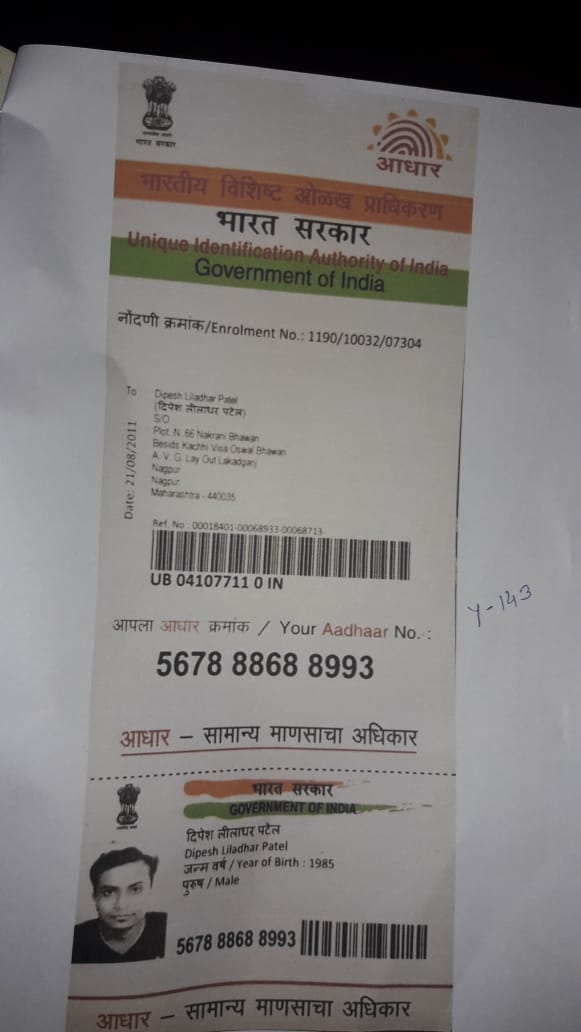 भारत सरकार
आधार
भारतीय विशिष्ट ओळख प्राधिकरण
भारत सरकार
Unique Identification Authority of India
Government of India
नोंदणी क्रमांक/Enrolment No.: 1190/10032/07304
To
Dipesh Liladhar Patel
(दिपेश लीलाधर पटेल)
S/O
Plot. N. 66 Nakrani Bhawan
Besids Kachhi Visa Oswal Bhawan
A. V. G. Lay Out Lakadganj
Nagpur
Nagpur
Maharashtra - 440035
Date: 21/08/2011
Ref. No : 00018401-00068933-00068713-
UB 04107711 0 IN
Y-143
आपला आधार क्रमांक / Your Aadhaar No. :
5678 8868 8993
आधार – सामान्य माणसाचा अधिकार
भारत सरकार
GOVERNMENT OF INDIA
दिपेश लीलाधर पटेल
Dipesh Liladhar Patel
जन्म वर्ष / Year of Birth : 1985
पुरुष / Male
5678 8868 8993
आधार – सामान्य माणसाचा अधिकार